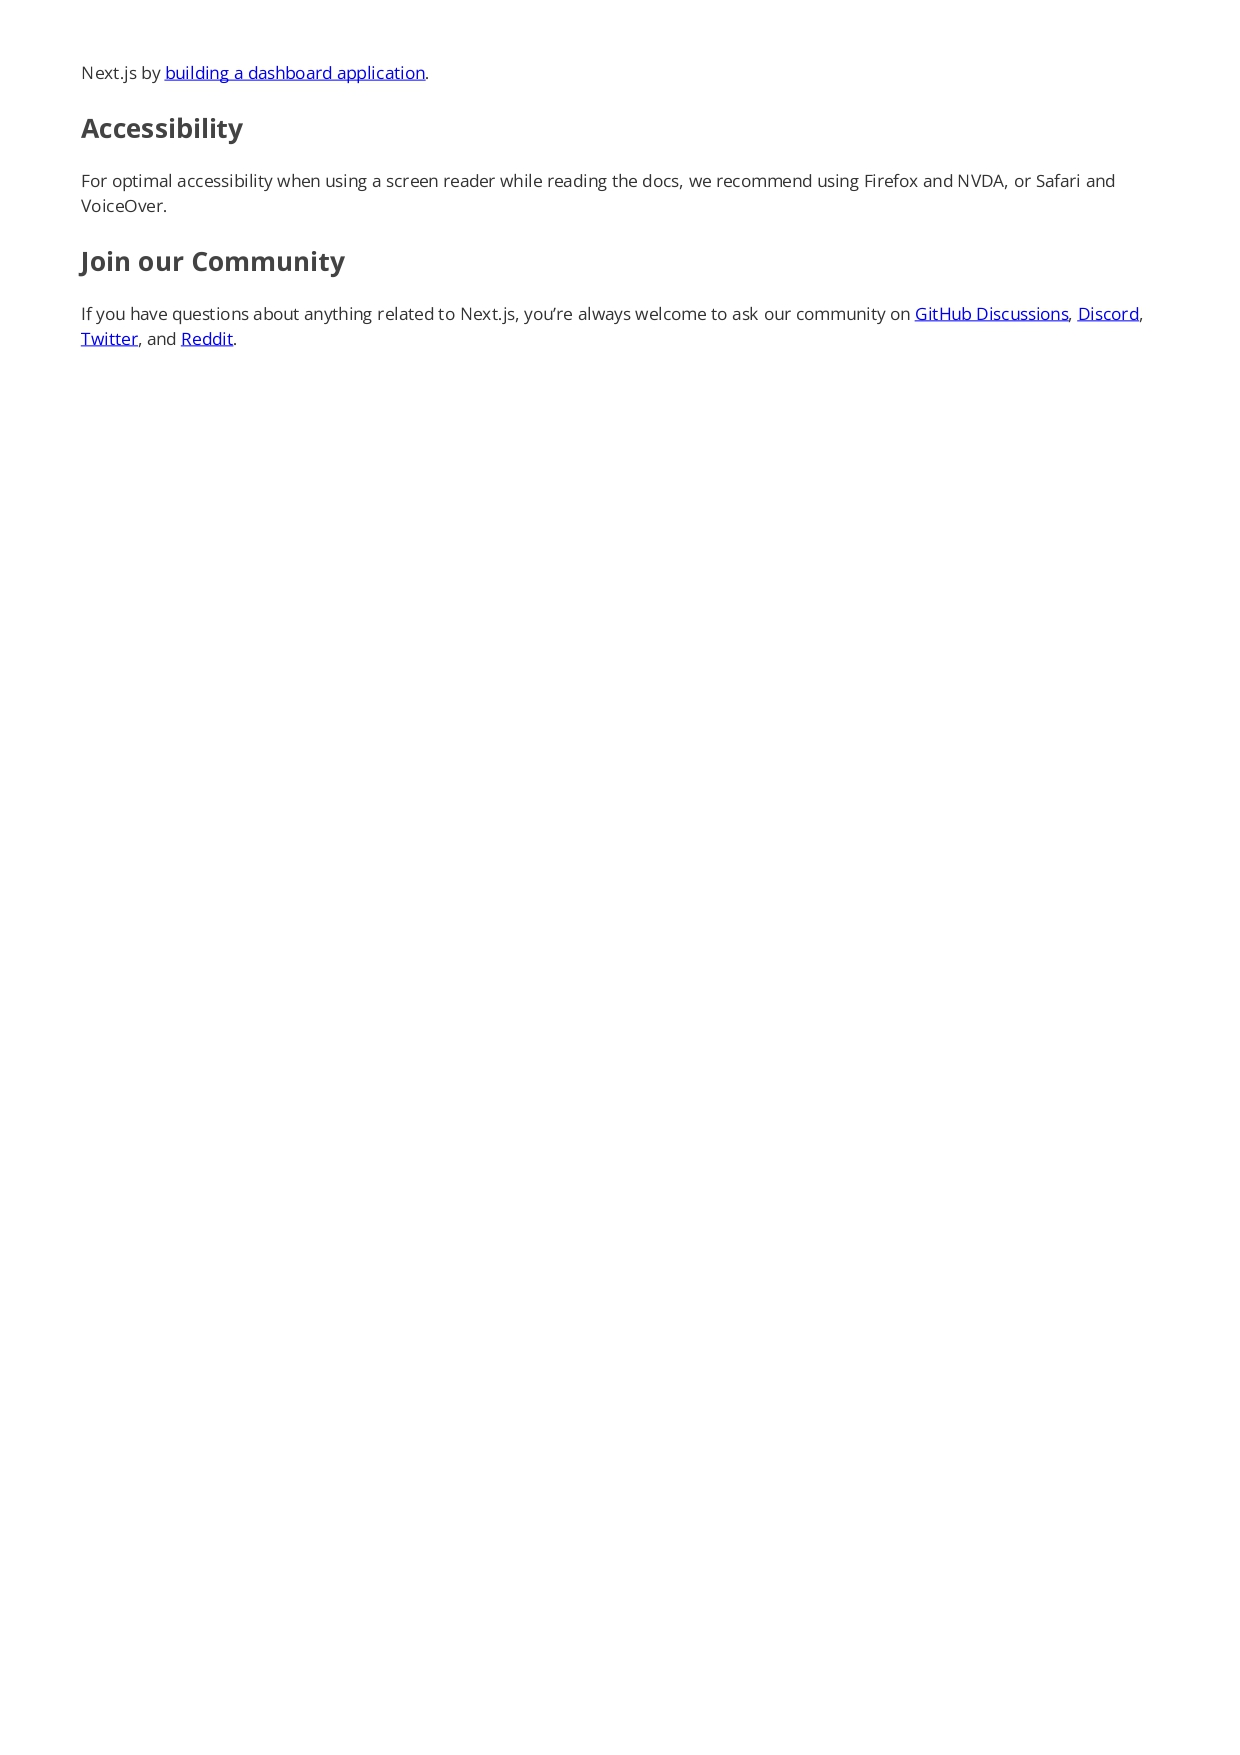 Next.js by building a dashboard application.
Accessibility
For optimal accessibility when using a screen reader while reading the docs, we recommend using Firefox and NVDA, or Safari and
VoiceOver.
Join our Community
If you have questions about anything related to Next.js, you’re always welcome to ask our community on GitHub Discussions, Discord,
Twitter, and Reddit.